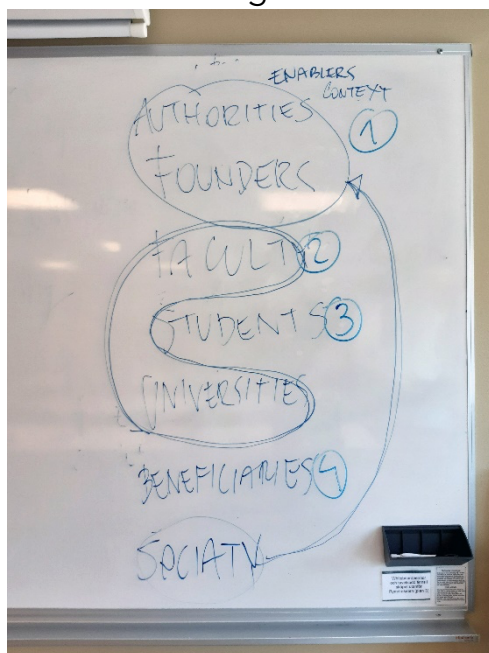 ENABLERS
CONTEXT
AUTHORITIES
FOUNDERS
1
FACULTY 2
STUDENTS 3
UNIVERSITIES
BENEFICIARIES 4
SOCIATY